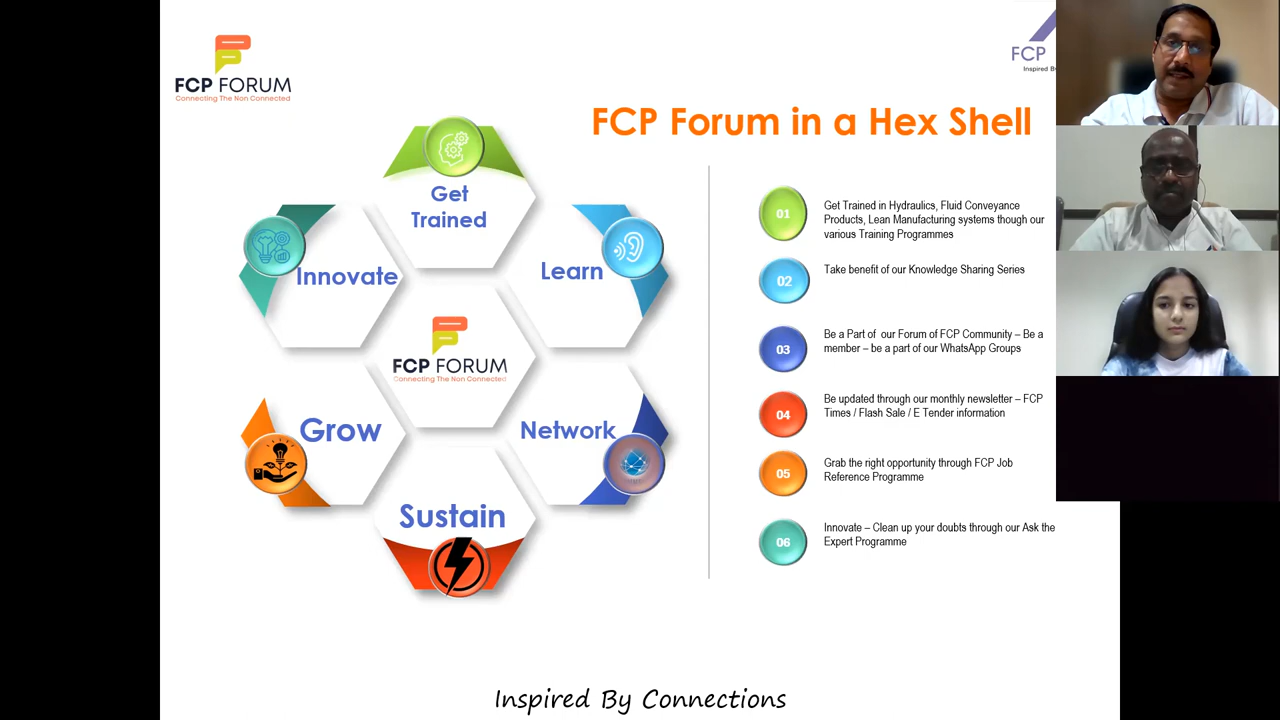 FCP FORUM
Connecting The Non Connected
FCP
Inspired By
FCP Forum in a Hex Shell
Get
Trained
Innovate
Learn
FCP FORUM
Connecting The Non Connected
Grow
Network
Sustain
01
Get Trained in Hydraulics, Fluid Conveyance
Products, Lean Manufacturing systems though our
various Training Programmes
02
Take benefit of our Knowledge Sharing Series
03
Be a Part of our Forum of FCP Community – Be a
member – be a part of our WhatsApp Groups
04
Be updated through our monthly newsletter – FCP
Times / Flash Sale / E Tender information
05
Grab the right opportunity through FCP Job
Reference Programme
06
Innovate – Clean up your doubts through our Ask the
Expert Programme
Inspired By Connections